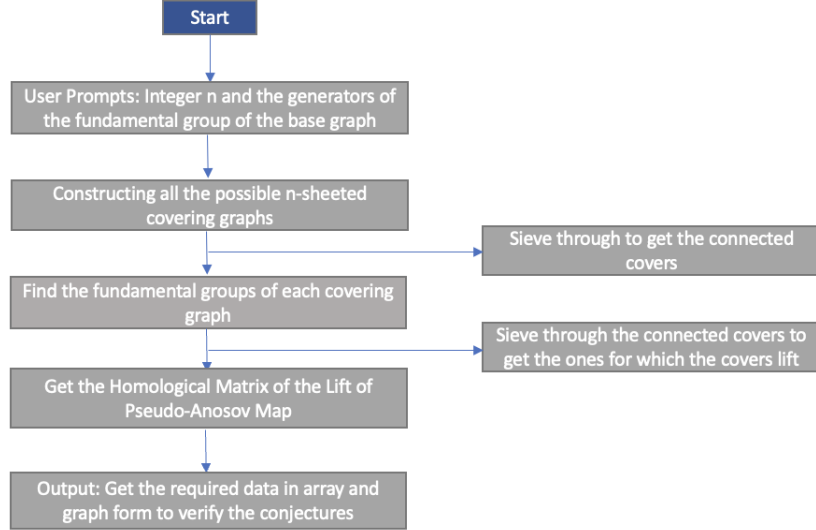 Start
User Prompts: Integer n and the generators of
the fundamental group of the base graph
Constructing all the possible n-sheeted
covering graphs
Sieve through to get the connected
covers
Find the fundamental groups of each covering
graph
Sieve through the connected covers to
get the ones for which the covers lift
Get the Homological Matrix of the Lift of
Pseudo-Anosov Map
Output: Get the required data in array and
graph form to verify the conjectures